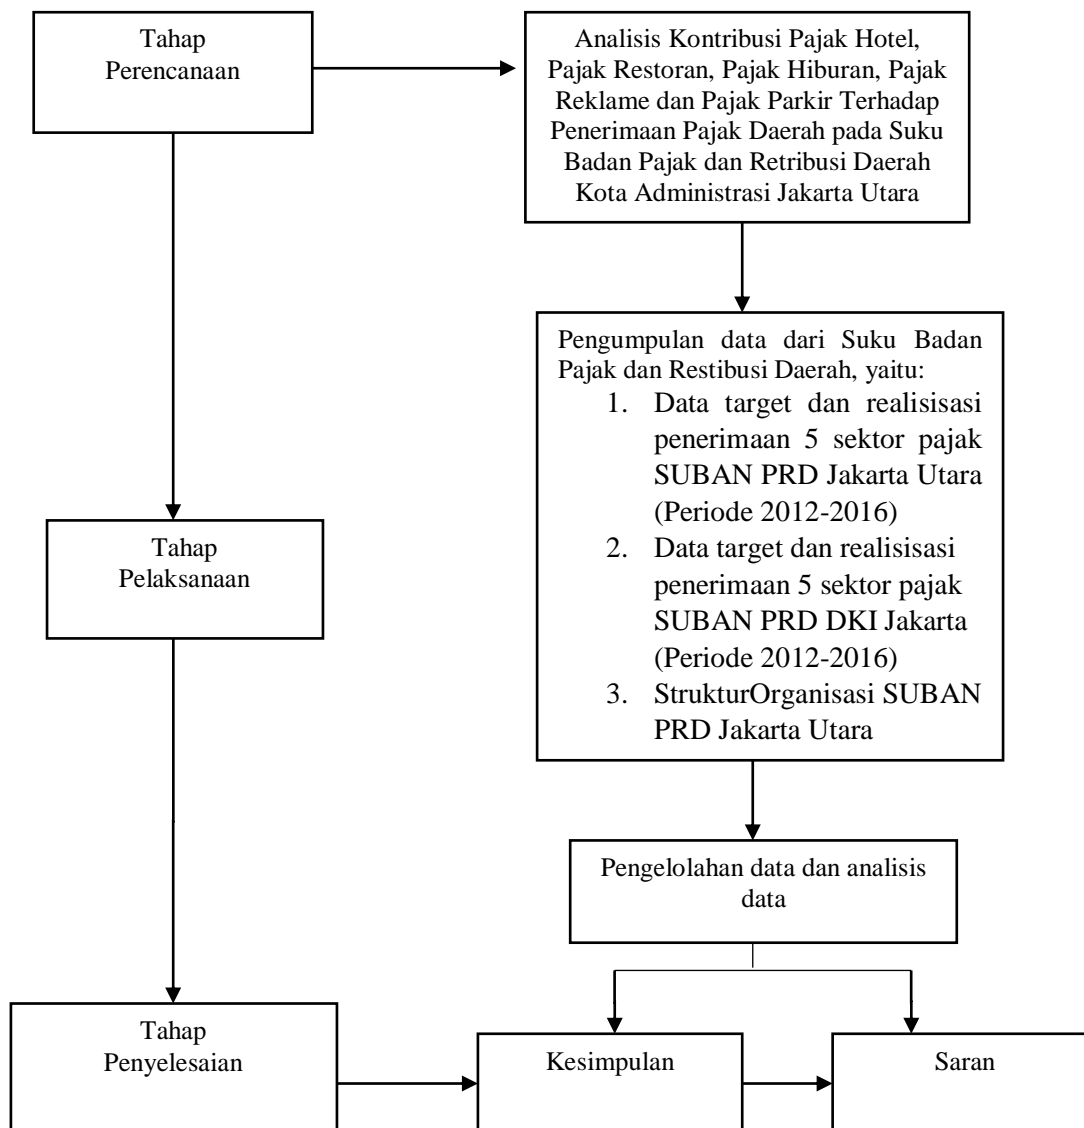 Tahap
Perencanaan
Analisis Kontribusi Pajak Hotel,
Pajak Restoran, Pajak Hiburan, Pajak
Reklame dan Pajak Parkir Terhadap
Penerimaan Pajak Daerah pada Suku
Badan Pajak dan Retribusi Daerah
Kota Administrasi Jakarta Utara
Pengumpulan data dari Suku Badan
Pajak dan Restibusi Daerah, yaitu:
1. Data target dan realisisasi
penerimaan 5 sektor pajak
SUBAN PRD Jakarta Utara
(Periode 2012-2016)
2. Data target dan realisisasi
penerimaan 5 sektor pajak
SUBAN PRD DKI Jakarta
(Periode 2012-2016)
3. StrukturOrganisasi SUBAN
PRD Jakarta Utara
Tahap
Pelaksanaan
Pengelolahan data dan analisis
data
Tahap
Penyelesaian
Kesimpulan
Saran